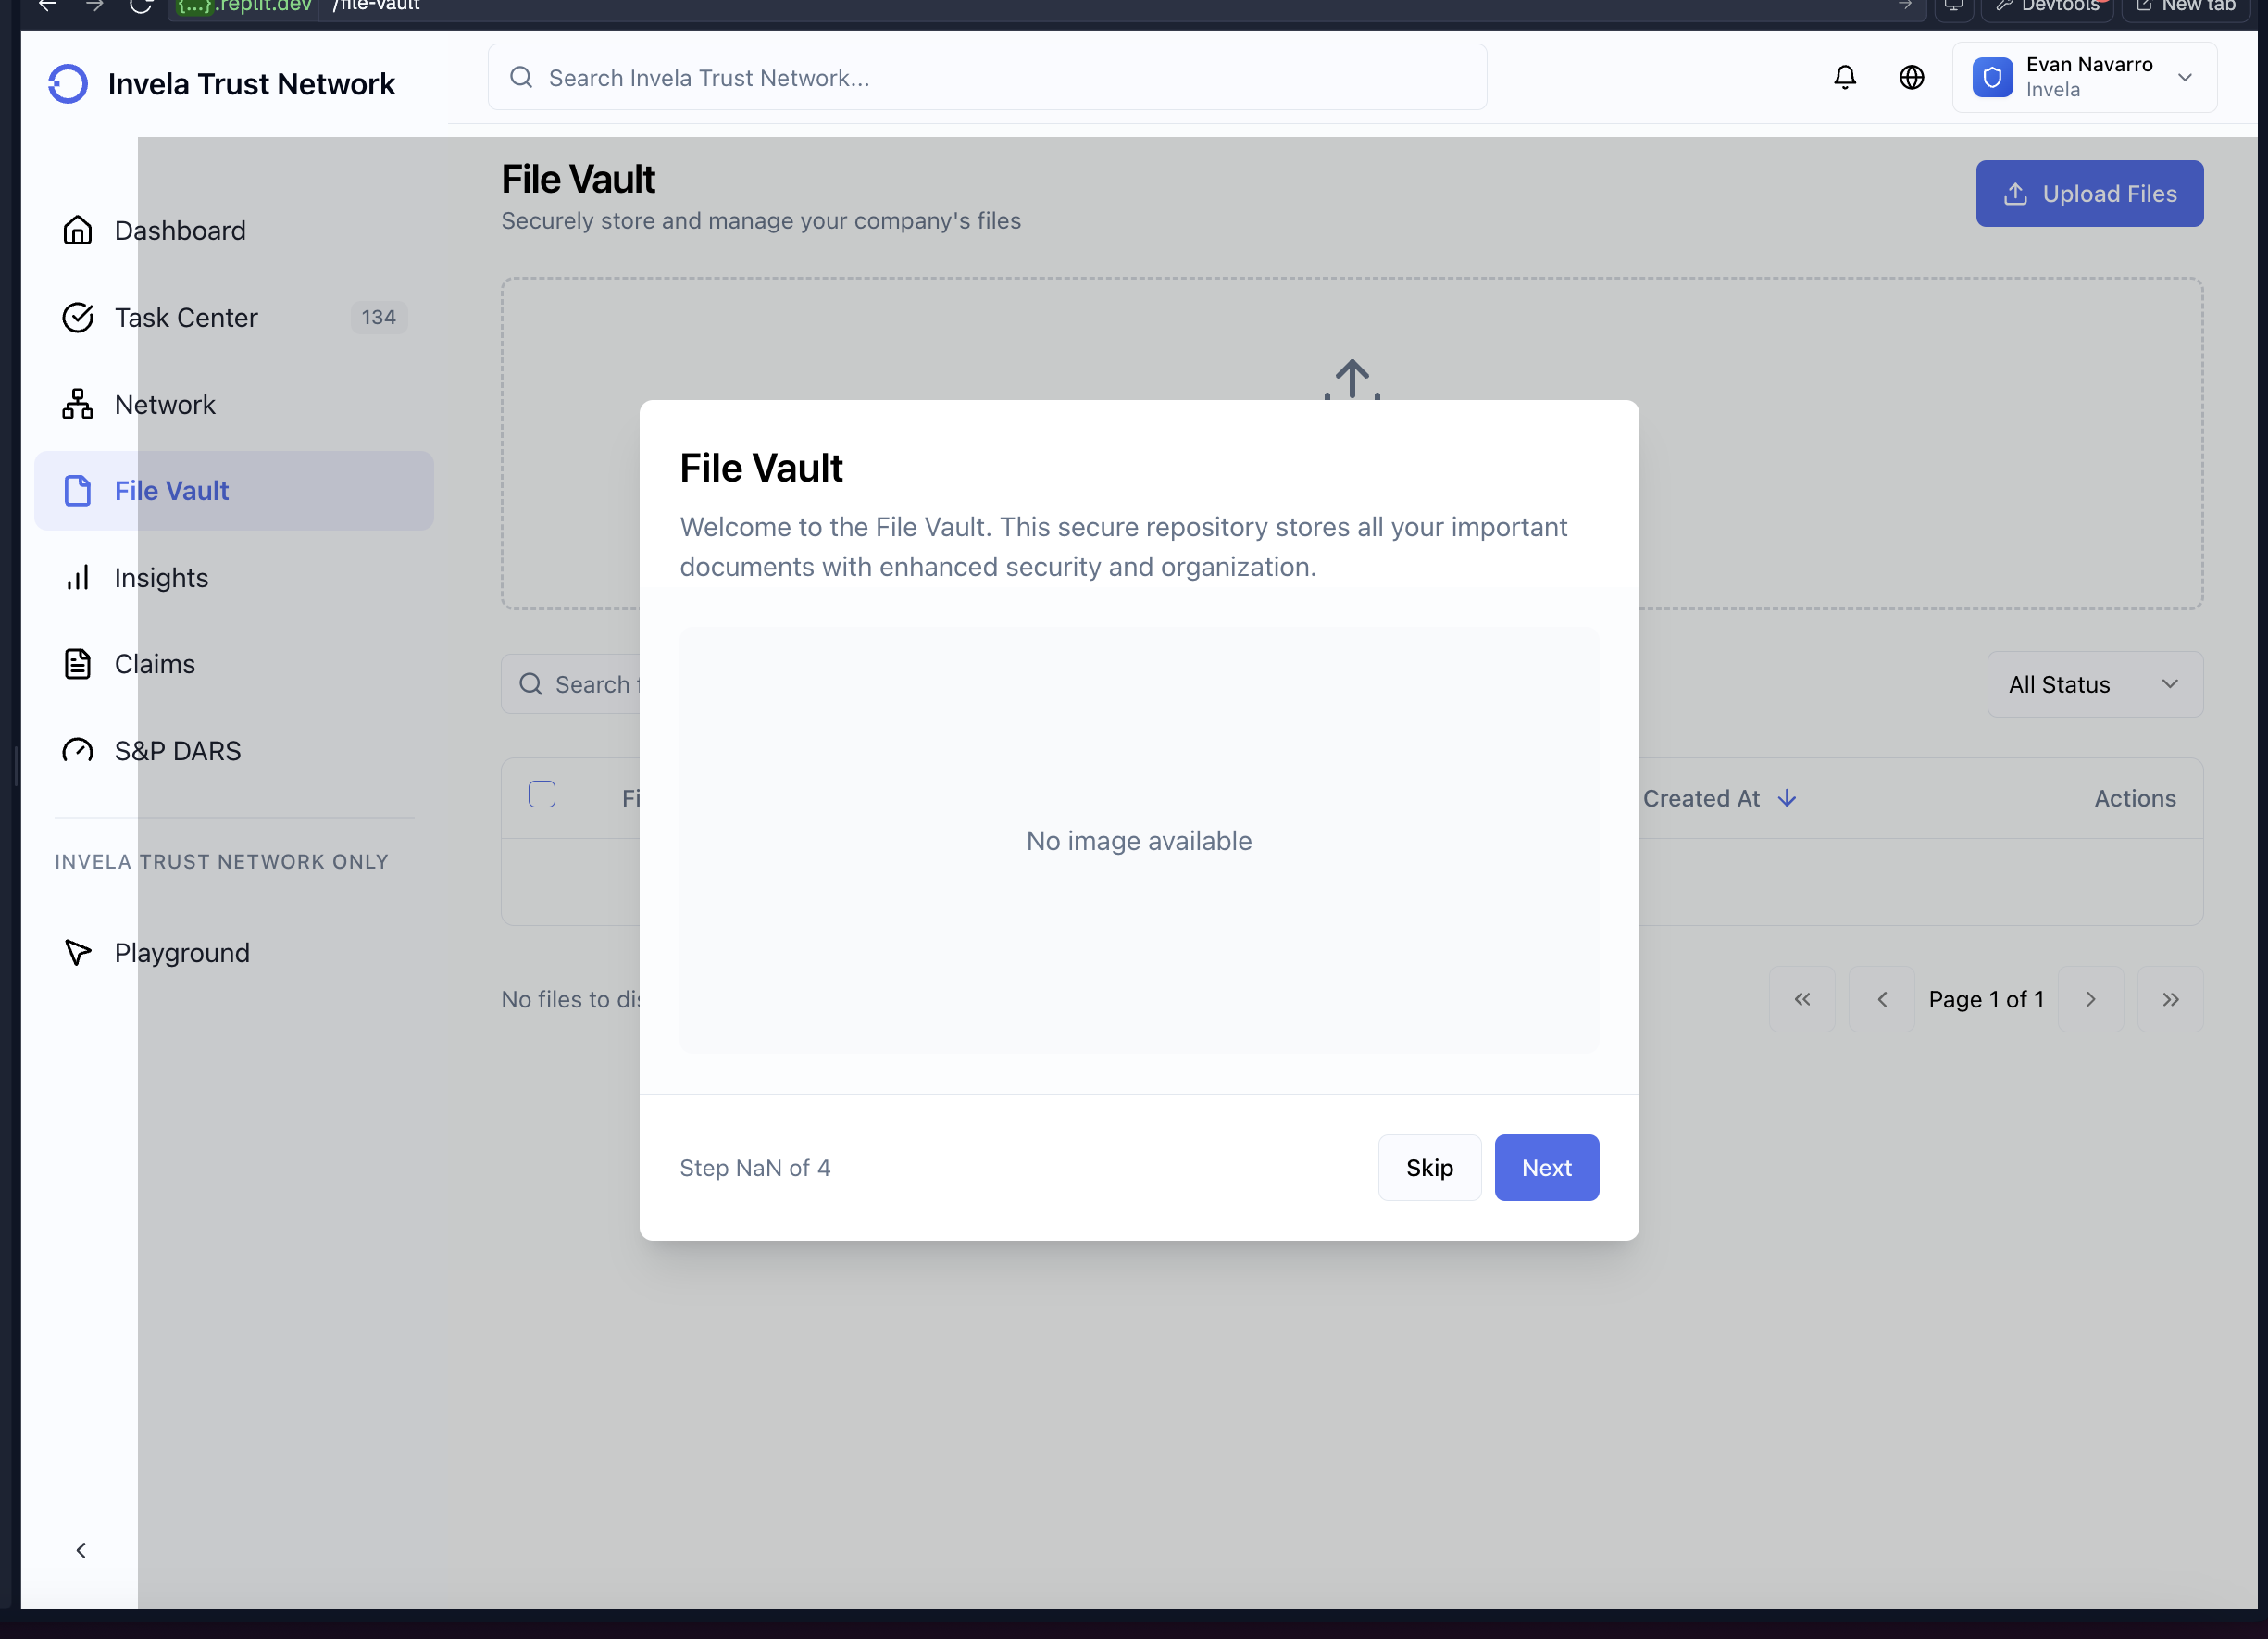 {...}.replit.dev /file-vault
Devtools
New tab
Invela Trust Network
Search Invela Trust Network...
Evan Navarro
Invela
Dashboard
Task Center 134
Network
File Vault
Insights
Claims
S&P DARS
INVELA TRUST NETWORK ONLY
Playground
File Vault
Securely store and manage your company's files
Upload Files
Search
All Status
Fi
Created At
Actions
No files to dis
Page 1 of 1
File Vault
Welcome to the File Vault. This secure repository stores all your important
documents with enhanced security and organization.
No image available
Step NaN of 4
Skip
Next